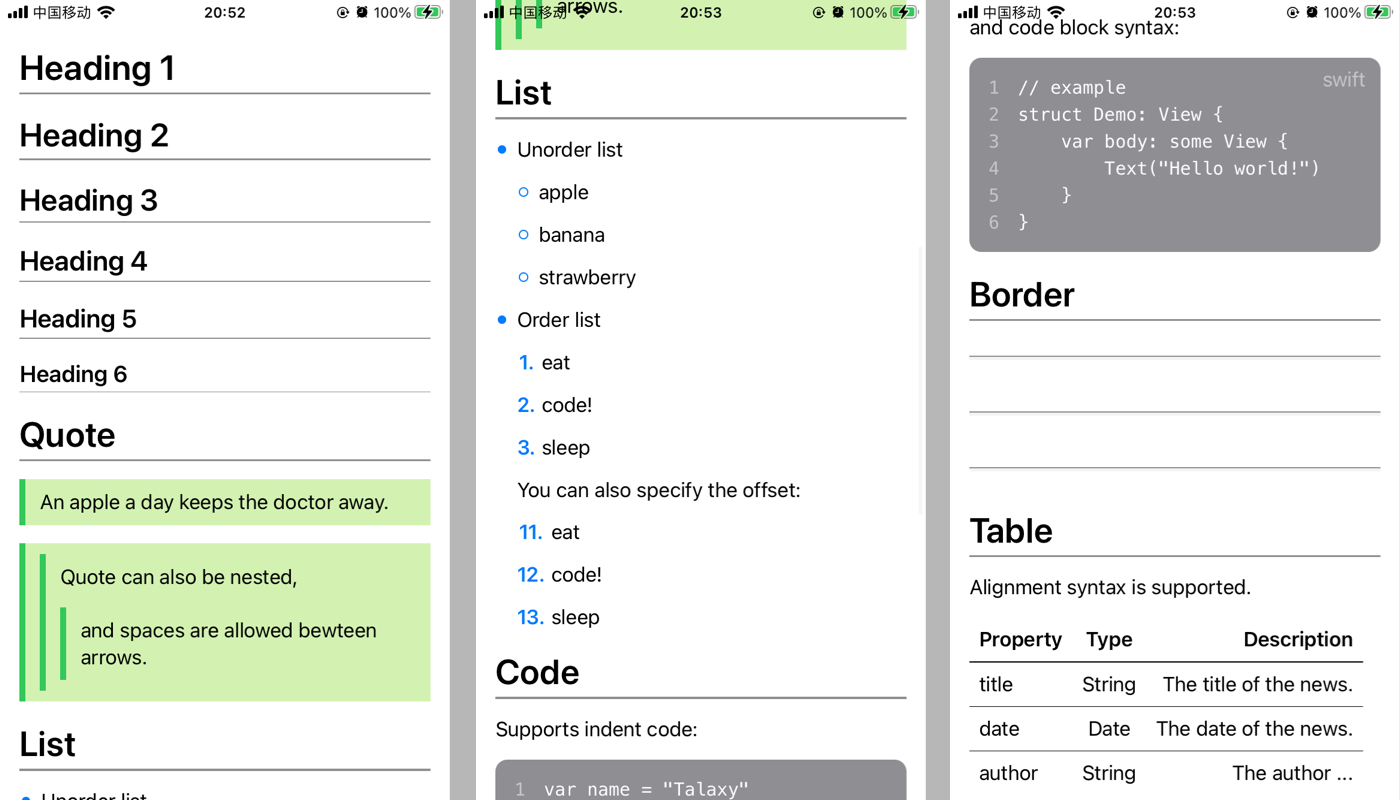 中国移动 20:52 100%
Heading 1
Heading 2
Heading 3
Heading 4
Heading 5
Heading 6
Quote
An apple a day keeps the doctor away.
Quote can also be nested,
and spaces are allowed bewteen
arrows.
List
Unorder list
中国移动 20:53 100%
arrows.
List
Unorder list
apple
banana
strawberry
Order list
1. eat
2. code!
3. sleep
You can also specify the offset:
11. eat
12. code!
13. sleep
Code
Supports indent code:
1 var name = "Talaxy"
中国移动 20:53 100%
and code block syntax:
swift
1 // example
2 struct Demo: View {
3     var body: some View {
4         Text("Hello world!")
5     }
6 }
Border
Table
Alignment syntax is supported.
Property Type Description
title String The title of the news.
date Date The date of the news.
author String The author ...